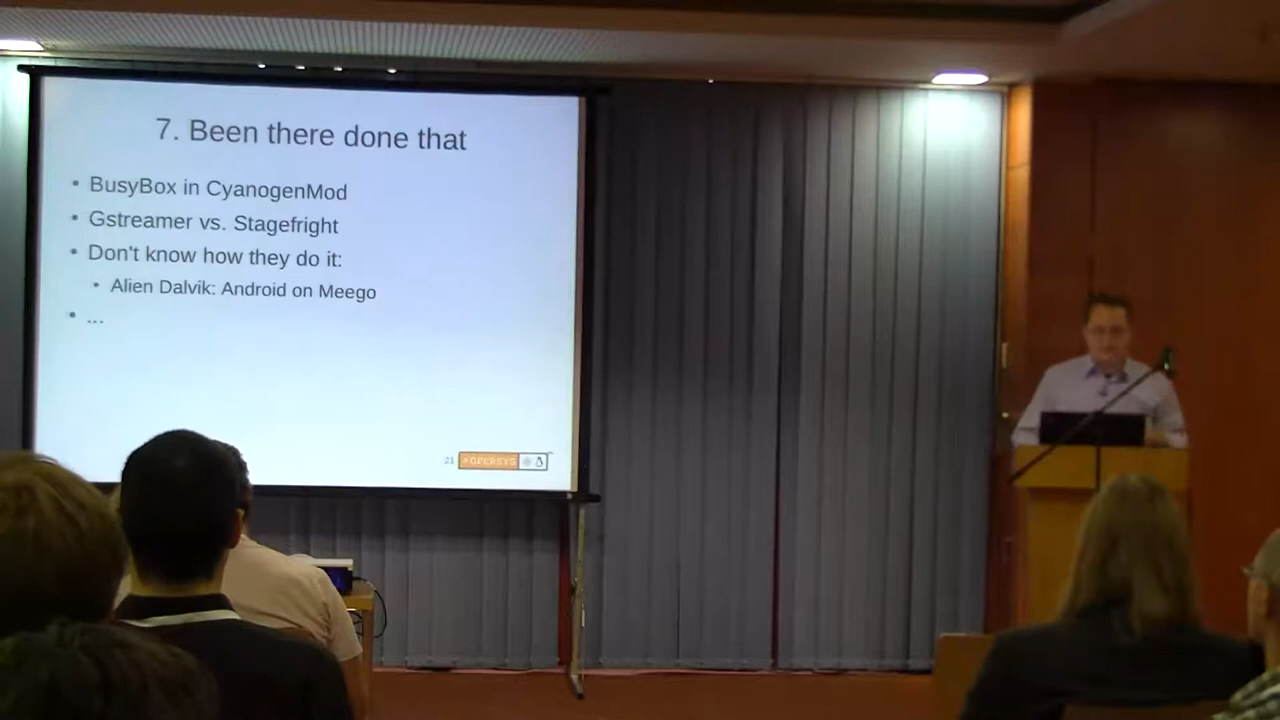 7. Been there done that
• BusyBox in CyanogenMod
• Gstreamer vs. Stagefright
• Don't know how they do it:
• Alien Dalvik: Android on Meego
• ...
21
OPERSYS